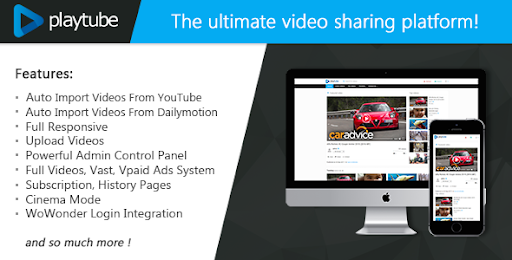 playtube
The ultimate video sharing platform!
Features:
Auto Import Videos From YouTube
Auto Import Videos From Dailymotion
Full Responsive
Upload Videos
Powerful Admin Control Panel
Full Videos, Vast, Vpaid Ads System
Subscription, History Pages
Cinema Mode
WoWonder Login Integration
and so much more !
caradvice